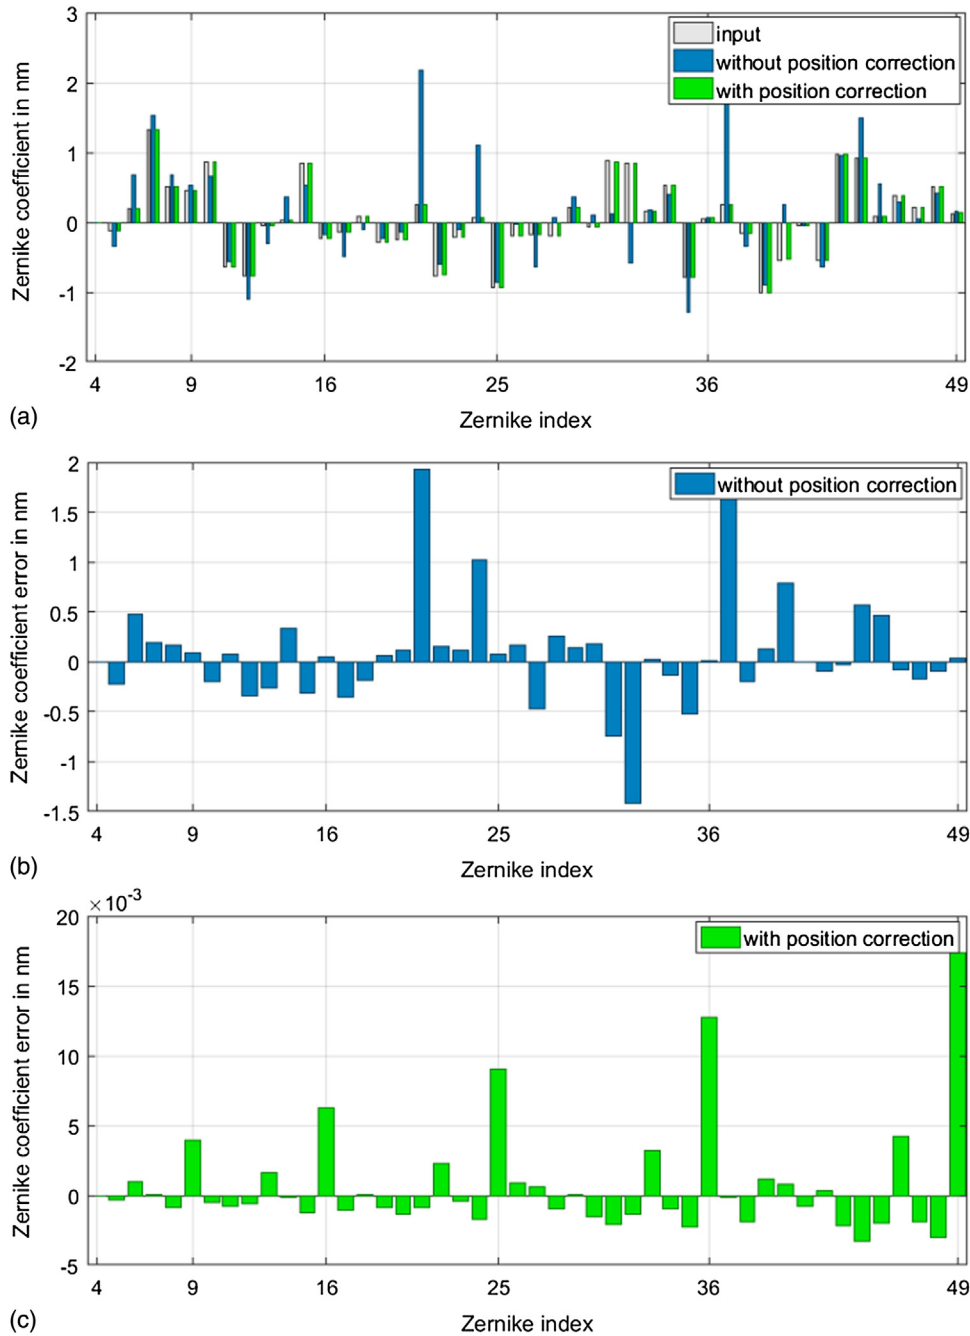 3
2
1
0
-1
-2
Zernike coefficient in nm
input
without position correction
with position correction
4 9 16 25 36 49
Zernike index
(a)
2
1.5
1
0.5
0
-0.5
-1
-1.5
Zernike coefficient error in nm
without position correction
4 9 16 25 36 49
Zernike index
(b)
×10-3
20
15
10
5
0
-5
Zernike coefficient error in nm
with position correction
4 9 16 25 36 49
Zernike index
(c)